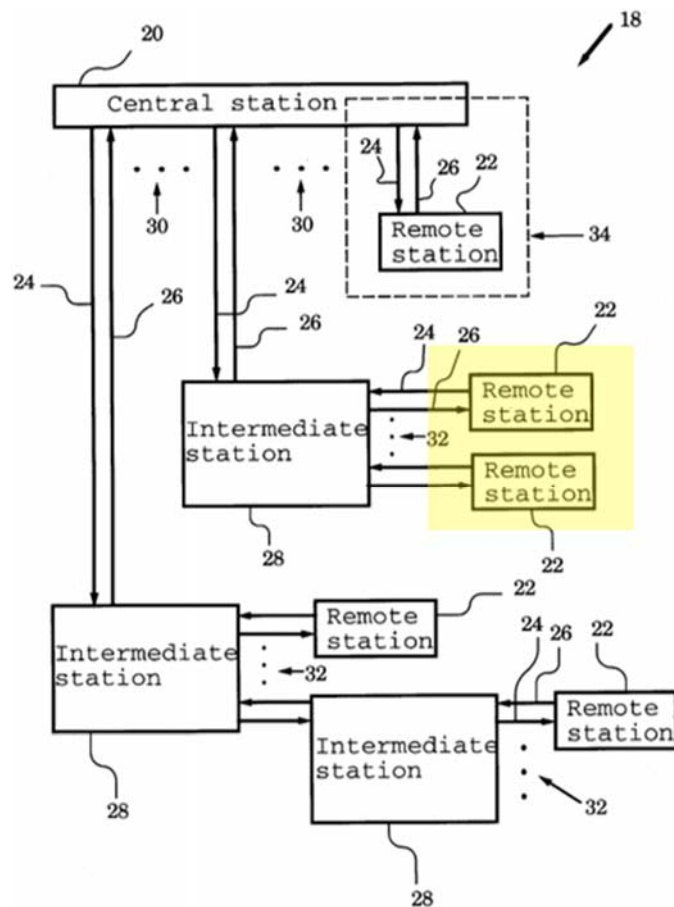 20
18
Central station
24
26
22
30
30
Remote
station
34
24
26
24
26
24
26
22
Remote
station
Intermediate
station
32
Remote
station
28
22
22
Remote
station
Intermediate
station
32
24
26
22
Remote
station
Intermediate
station
28
32
28